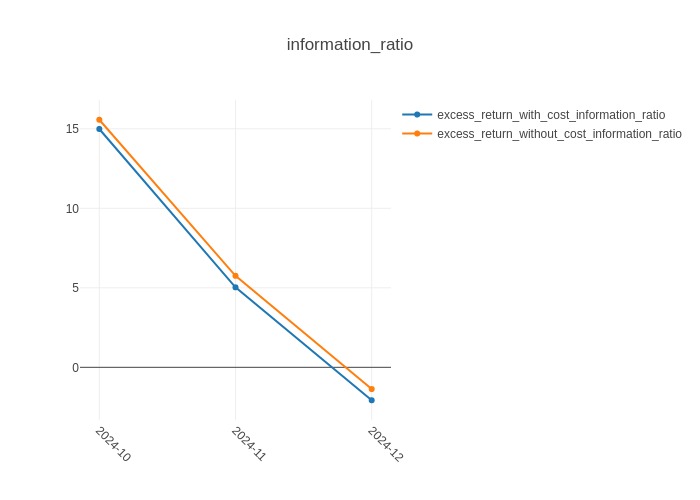 information_ratio
excess_return_with_cost_information_ratio
excess_return_without_cost_information_ratio
15
10
5
0
2024-10
2024-11
2024-12